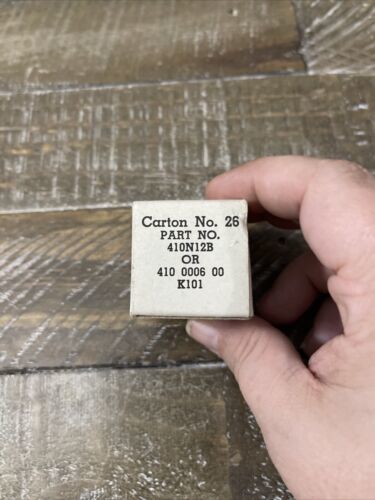 Carton No. 26
PART NO.
410N12B
OR
410 0006 00
K101